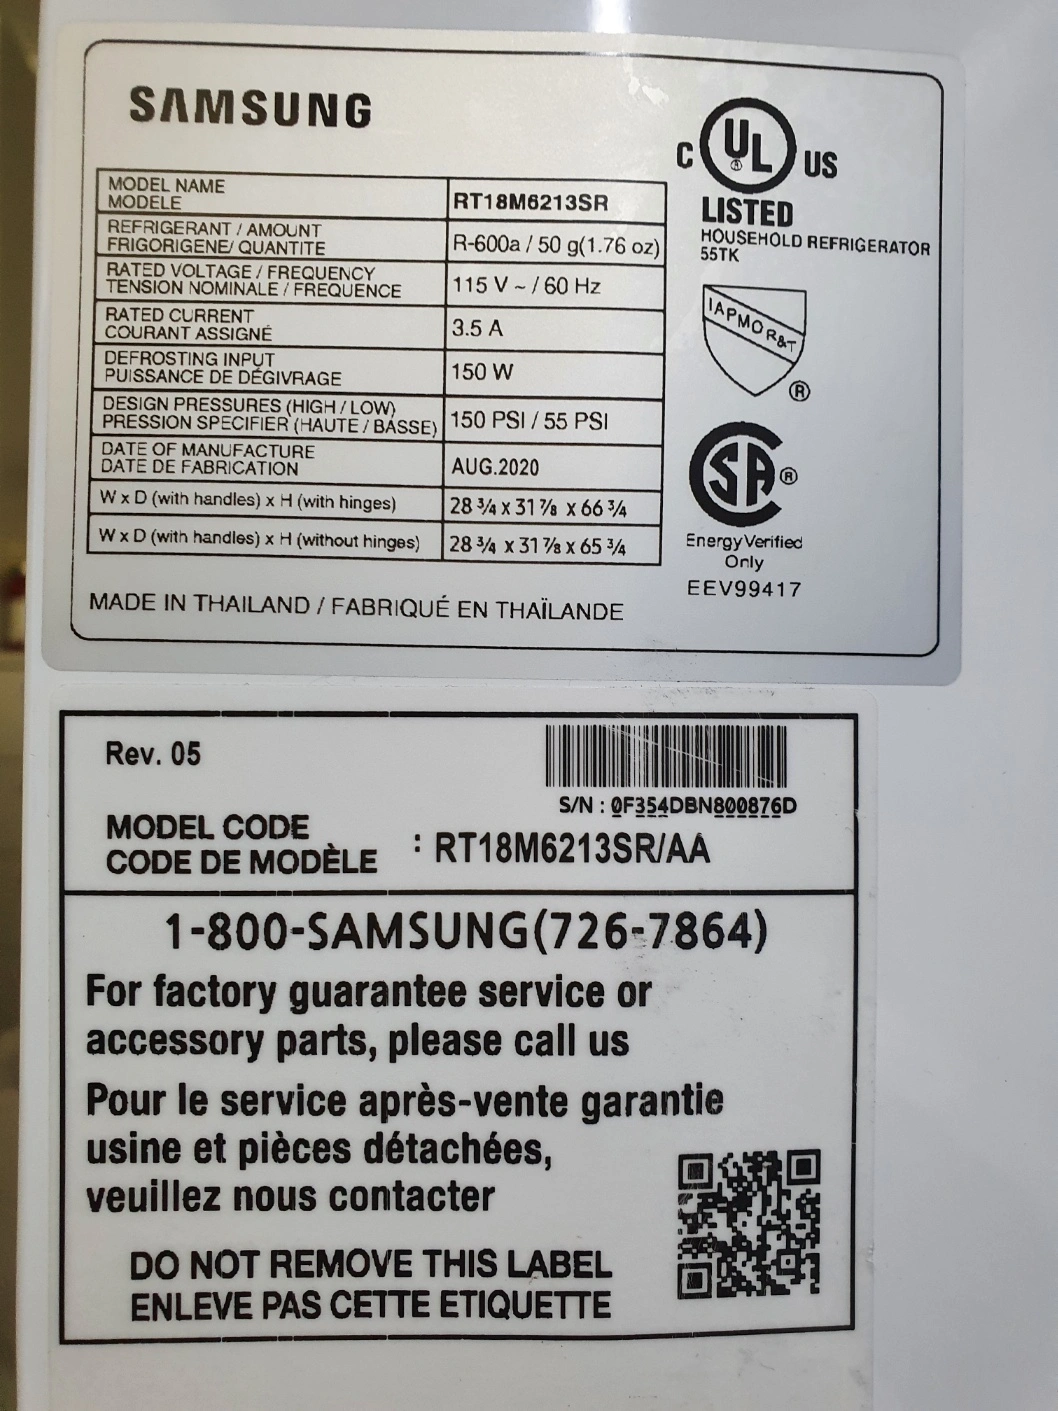 SAMSUNG
MODEL NAME
MODELE
RT18M6213SR
REFRIGERANT / AMOUNT
FRIGORIGENE/ QUANTITE
R-600a / 50 g(1.76 oz)
RATED VOLTAGE / FREQUENCY
TENSION NOMINALE / FREQUENCE
115 V ~ / 60 Hz
RATED CURRENT
COURANT ASSIGNÉ
3.5 A
DEFROSTING INPUT
PUISSANCE DE DÉGIVRAGE
150 W
DESIGN PRESSURES (HIGH / LOW)
PRESSION SPECIFIER (HAUTE / BASSE)
150 PSI / 55 PSI
DATE OF MANUFACTURE
DATE DE FABRICATION
AUG.2020
W x D (with handles) x H (with hinges)
28 3/4 x 31 7/8 x 66 3/4
W x D (with handles) x H (without hinges)
28 3/4 x 31 7/8 x 65 3/4
MADE IN THAILAND / FABRIQUÉ EN THAÏLANDE
C UL ® US
LISTED
HOUSEHOLD REFRIGERATOR
55TK
IAPMO R&T
®
SA ®
Energy Verified
Only
EEV99417
Rev. 05
S/N : 0F354DBN800876D
MODEL CODE
CODE DE MODÈLE
: RT18M6213SR/AA
1-800-SAMSUNG(726-7864)
For factory guarantee service or
accessory parts, please call us
Pour le service après-vente garantie
usine et pièces détachées,
veuillez nous contacter
DO NOT REMOVE THIS LABEL
ENLEVE PAS CETTE ETIQUETTE